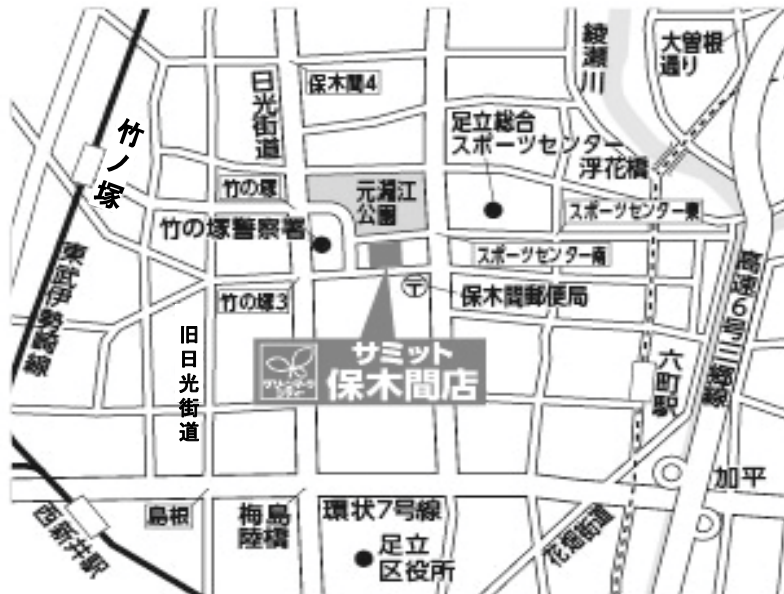 綾瀬川
大曽根
通り
日光街道
保木間4
足立総合
スポーツセンター
浮花橋
竹ノ塚
竹の塚
元淵江
公園
スポーツセンター東
竹の塚警察署
スポーツセンター南
東武伊勢崎線
高速6号三郷線
竹の塚3
〒
保木間郵便局
旧日光街道
サミット
保木間店
六町駅
加平
西新井駅
島根
梅島
陸橋
環状7号線
花畑街道
足立
区役所